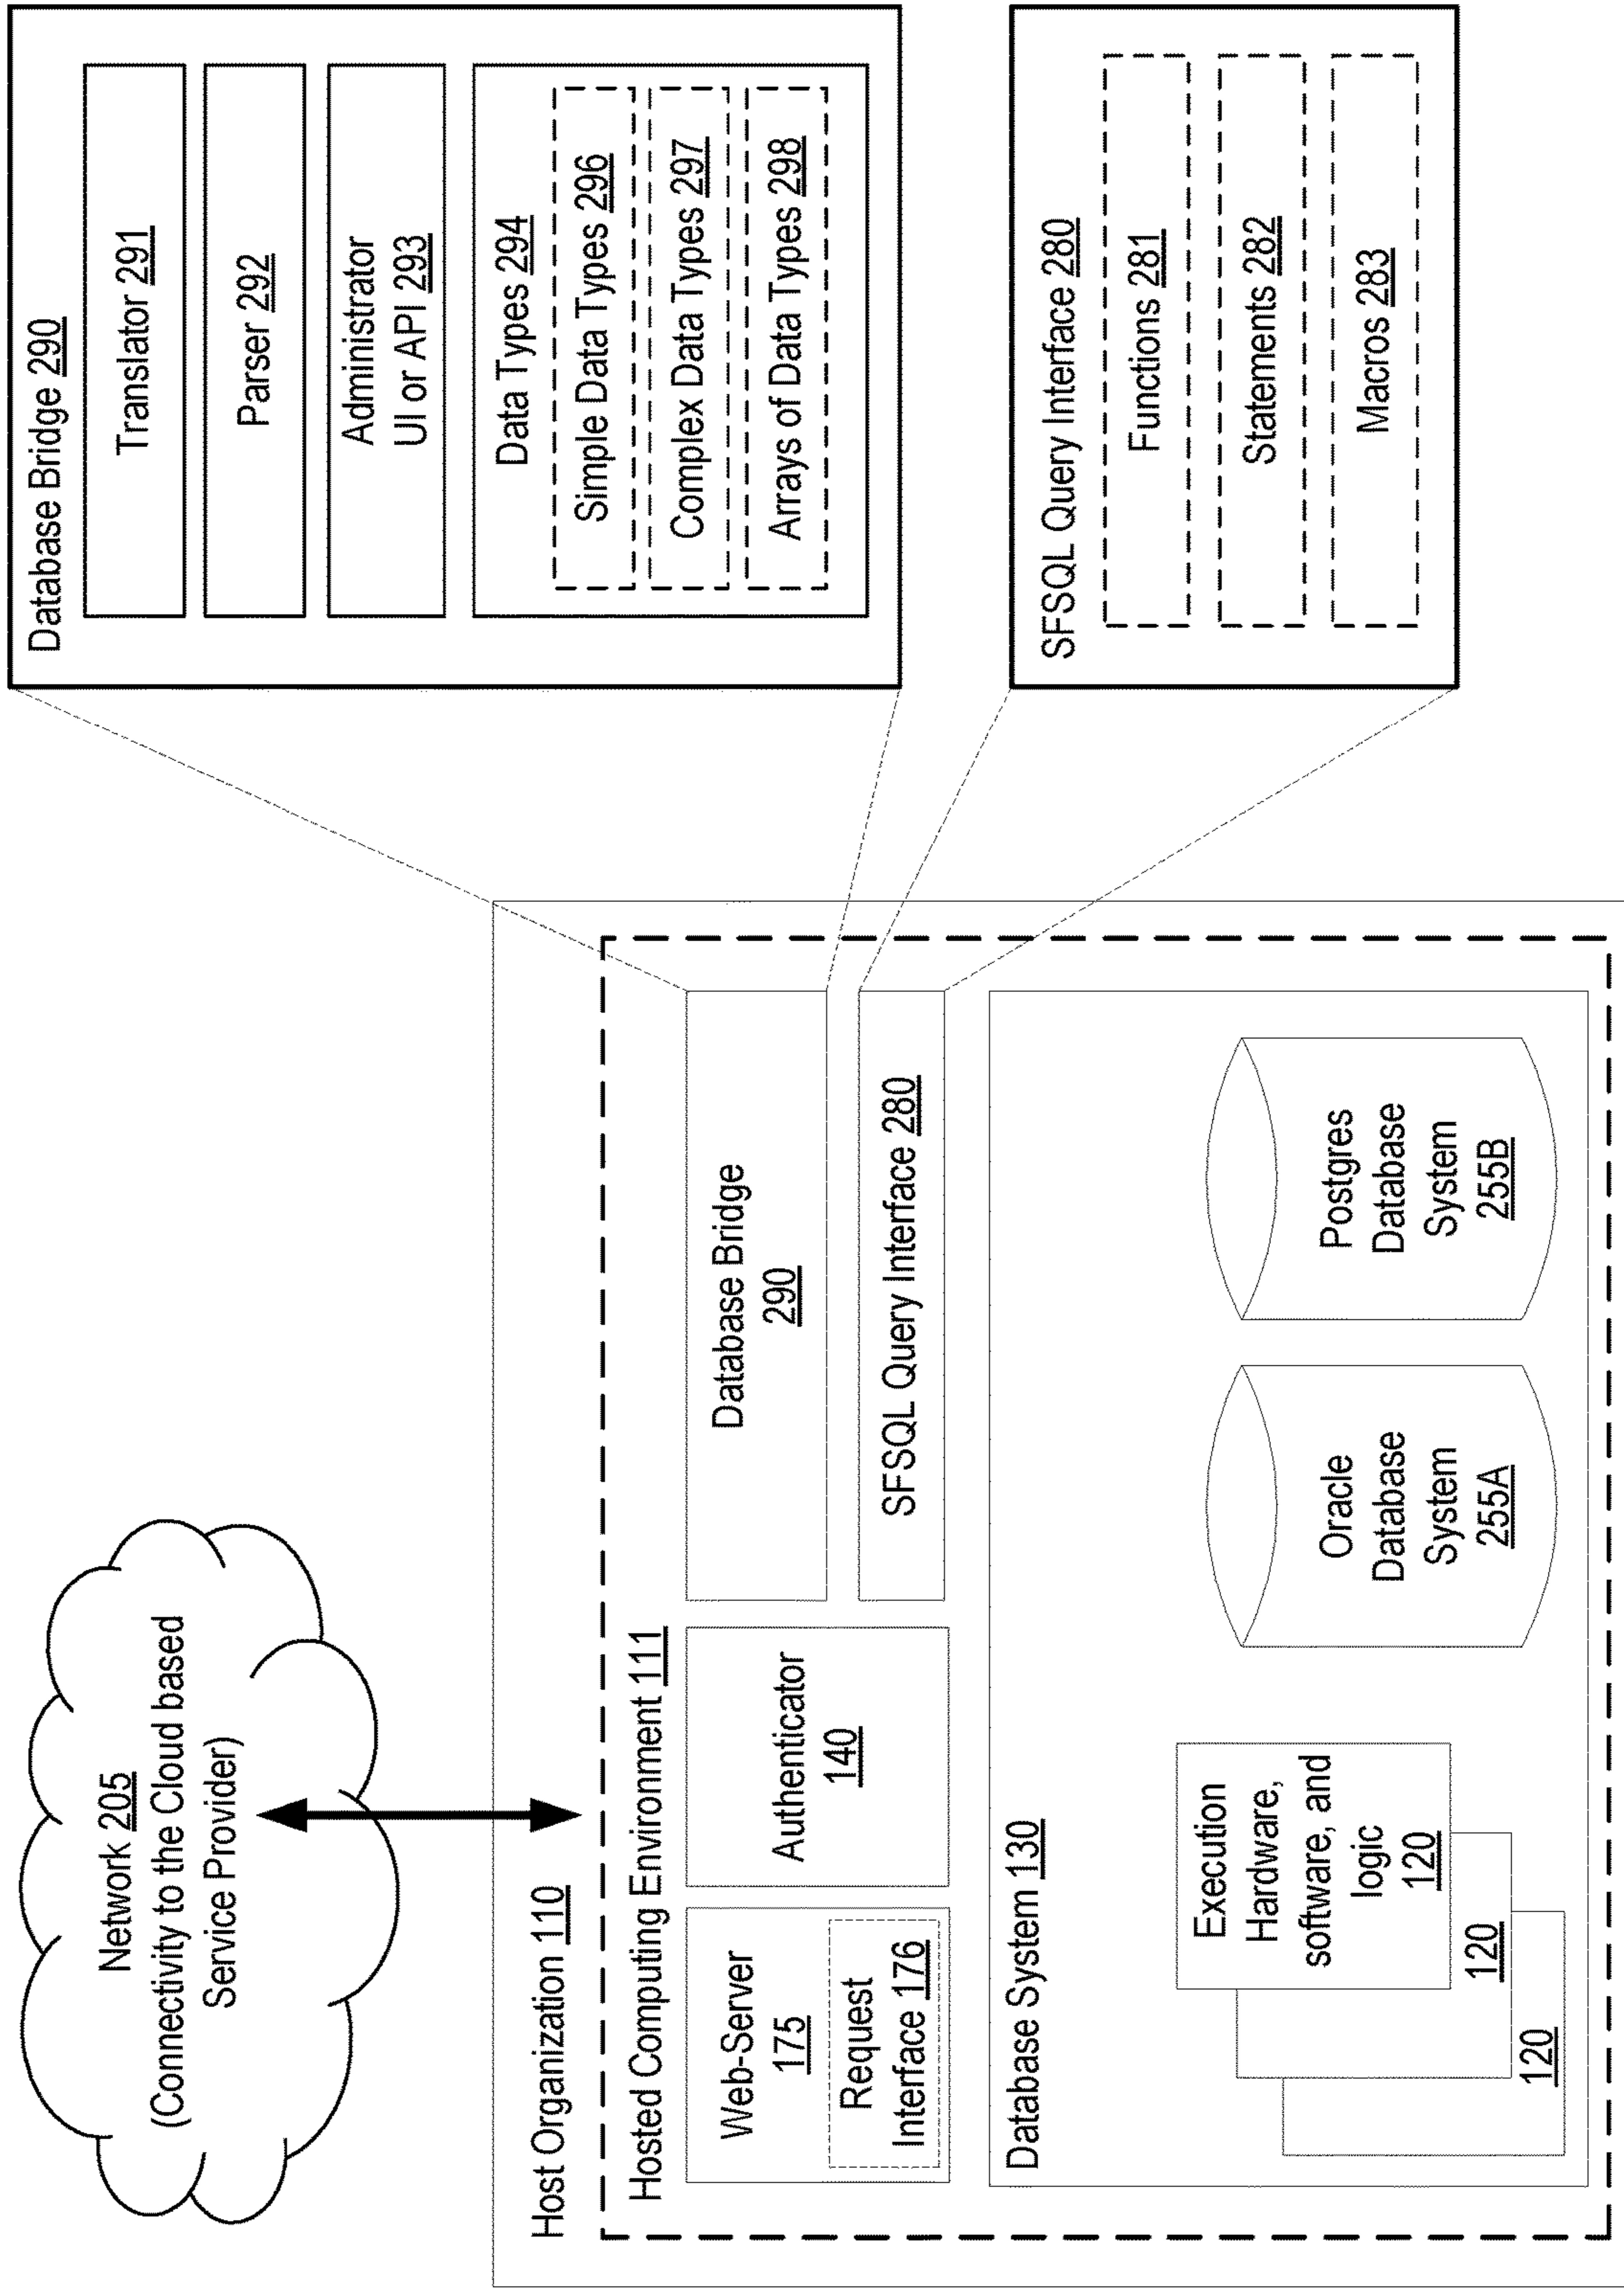 Network 205
(Connectivity to the Cloud based
Service Provider)
Host Organization 110
Hosted Computing Environment 111
Web-Server
175
Request
Interface 176
Authenticator
140
Database Bridge
290
SFSQL Query Interface 280
Database System 130
Execution
Hardware,
software, and
logic
120
120
120
Oracle
Database
System
255A
Postgres
Database
System
255B
Database Bridge 290
Translator 291
Parser 292
Administrator
UI or API 293
Data Types 294
Simple Data Types 296
Complex Data Types 297
Arrays of Data Types 298
SFSQL Query Interface 280
Functions 281
Statements 282
Macros 283